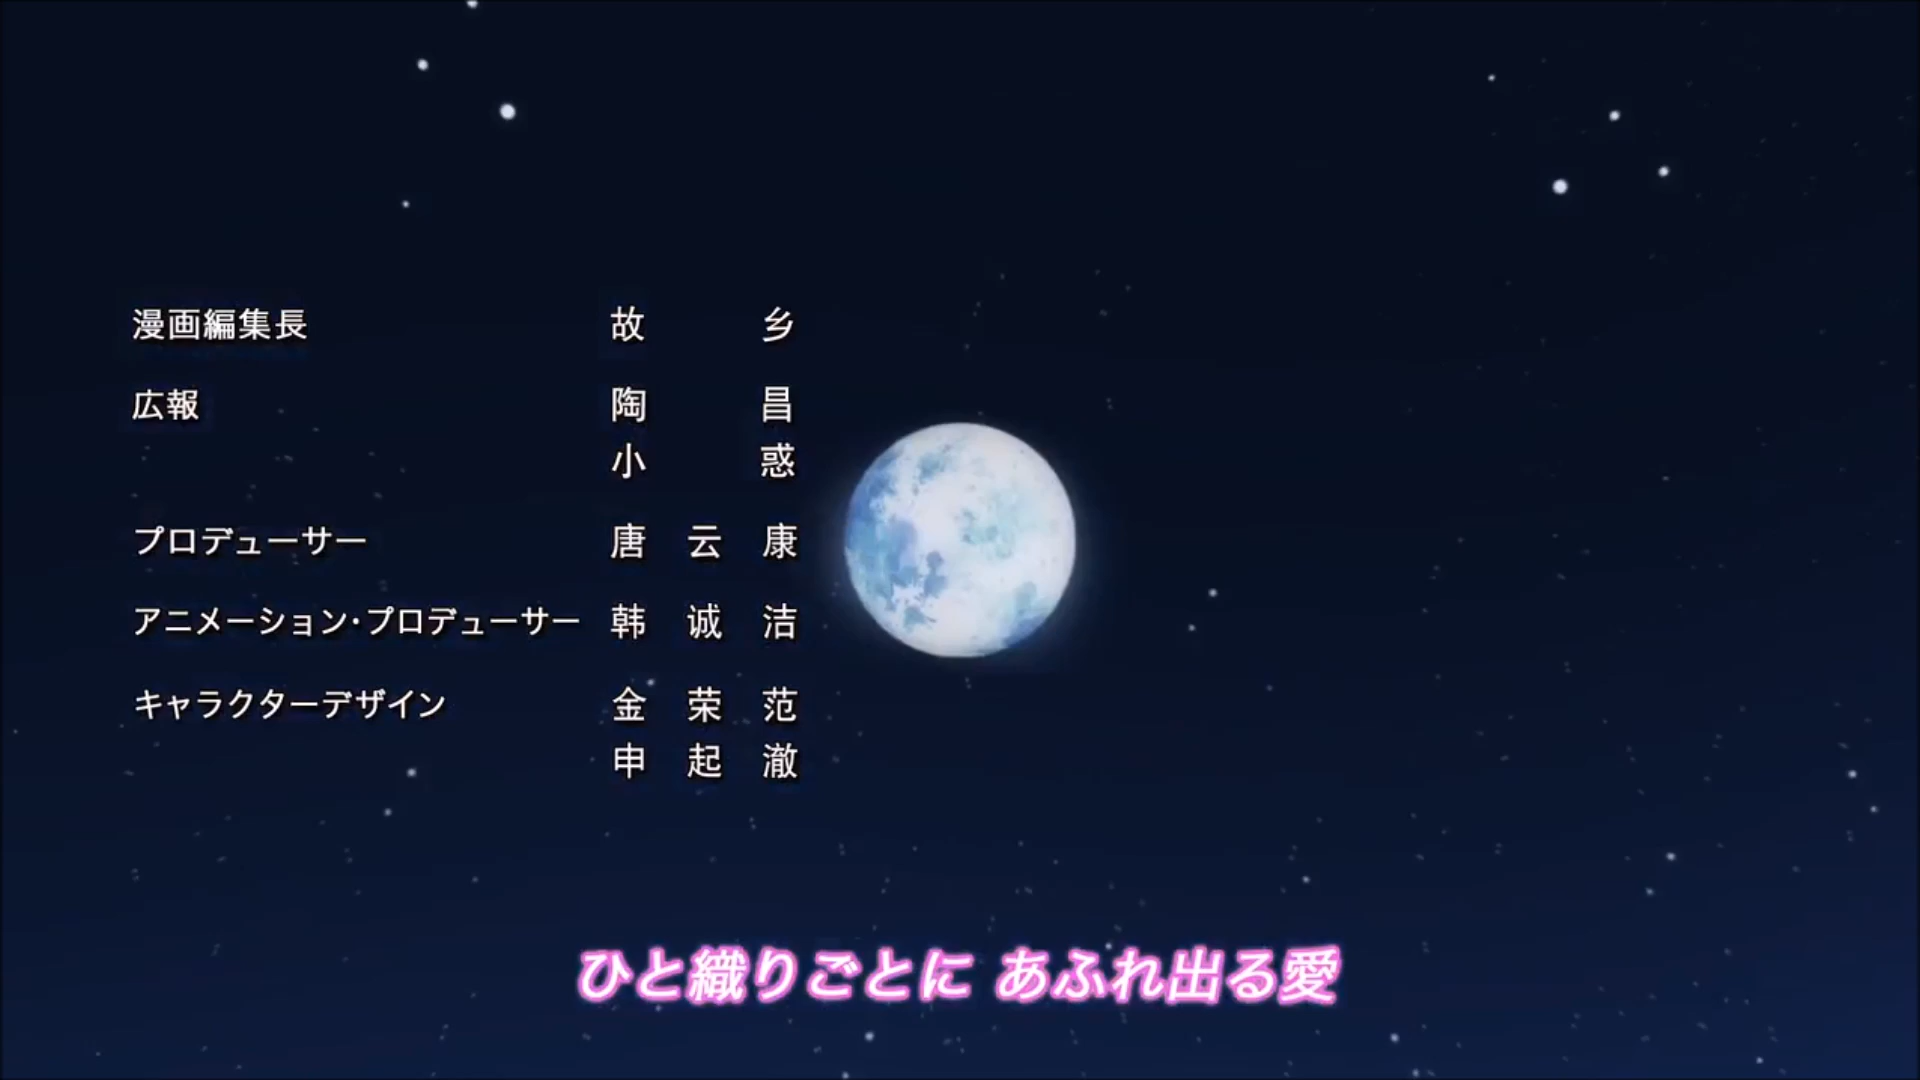 漫画編集長 故 乡
広報 陶 昌
小 惑
プロデューサー 唐 云 康
アニメーション・プロデューサー 韩 诚 洁
キャラクターデザイン 金 荣 范
申 起 澈
ひと織りごとに あふれ出る愛